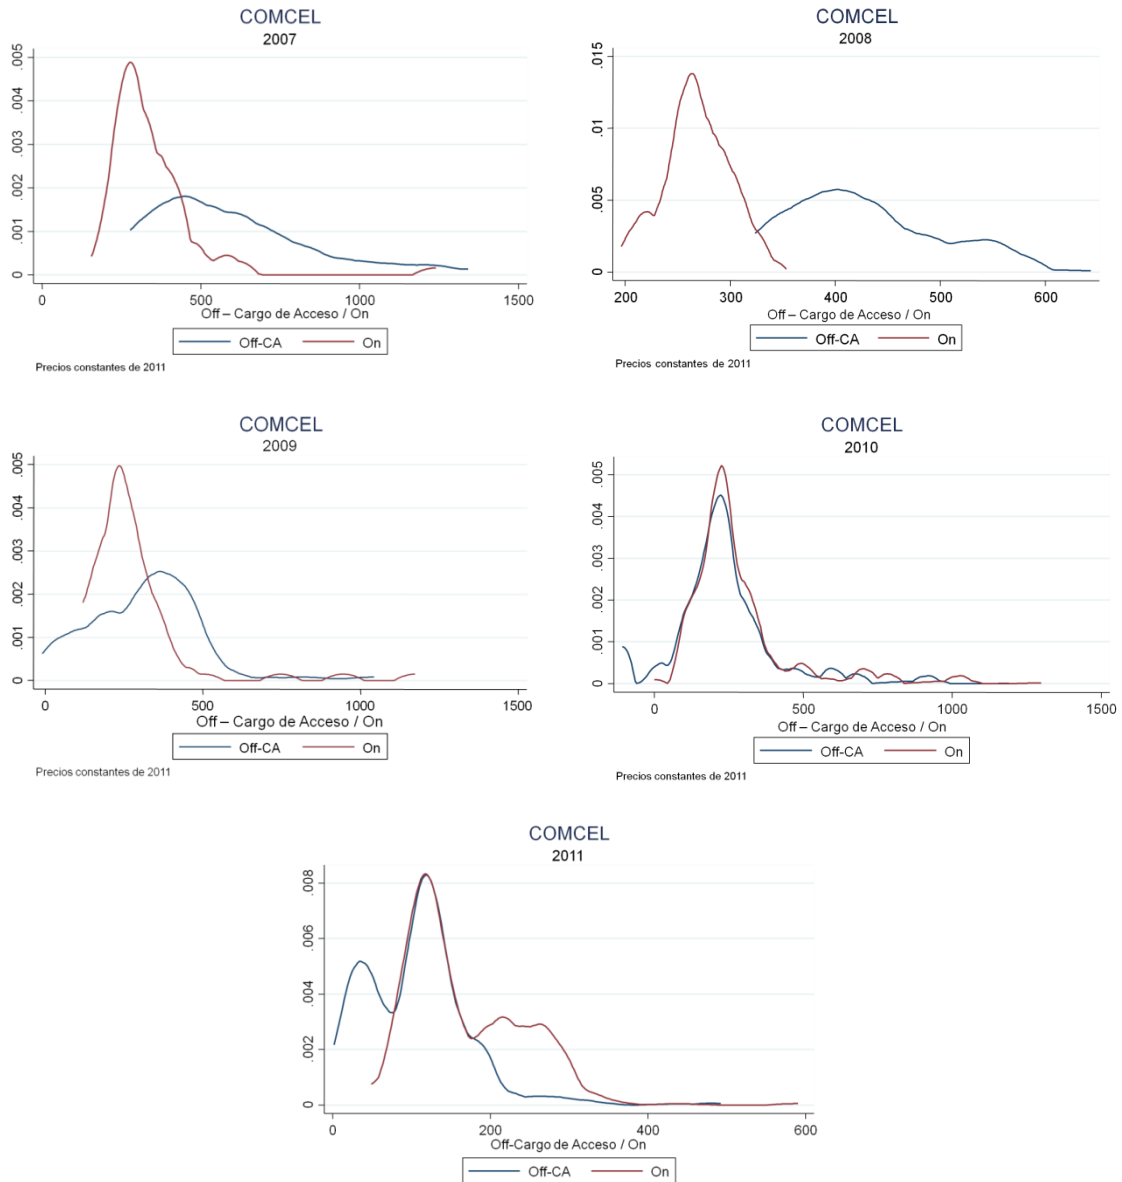 COMCEL
2007
.005
.004
.003
.002
.001
0
0 500 1000 1500
Off – Cargo de Acceso / On
Off-CA On
Precios constantes de 2011
COMCEL
2008
.015
.01
.005
0
200 300 400 500 600
Off – Cargo de Acceso / On
Off-CA On
Precios constantes de 2011
COMCEL
2009
.005
.004
.003
.002
.001
0
0 500 1000 1500
Off – Cargo de Acceso / On
Off-CA On
Precios constantes de 2011
COMCEL
2010
.005
.004
.003
.002
.001
0
0 500 1000 1500
Off – Cargo de Acceso / On
Off-CA On
Precios constantes de 2011
COMCEL
2011
.008
.006
.004
.002
0
0 200 400 600
Off-Cargo de Acceso / On
Off-CA On